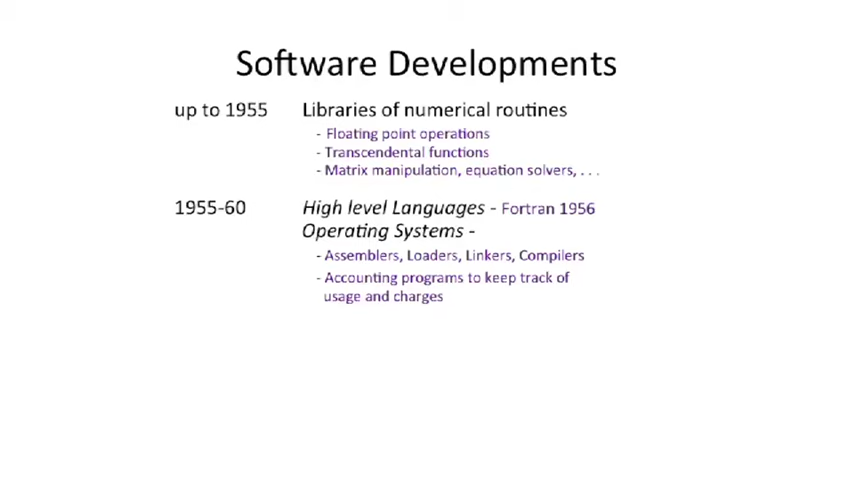 Software Developments
up to 1955 Libraries of numerical routines
- Floating point operations
- Transcendental functions
- Matrix manipulation, equation solvers, . . .
1955-60 High level Languages - Fortran 1956
Operating Systems -
- Assemblers, Loaders, Linkers, Compilers
- Accounting programs to keep track of
usage and charges